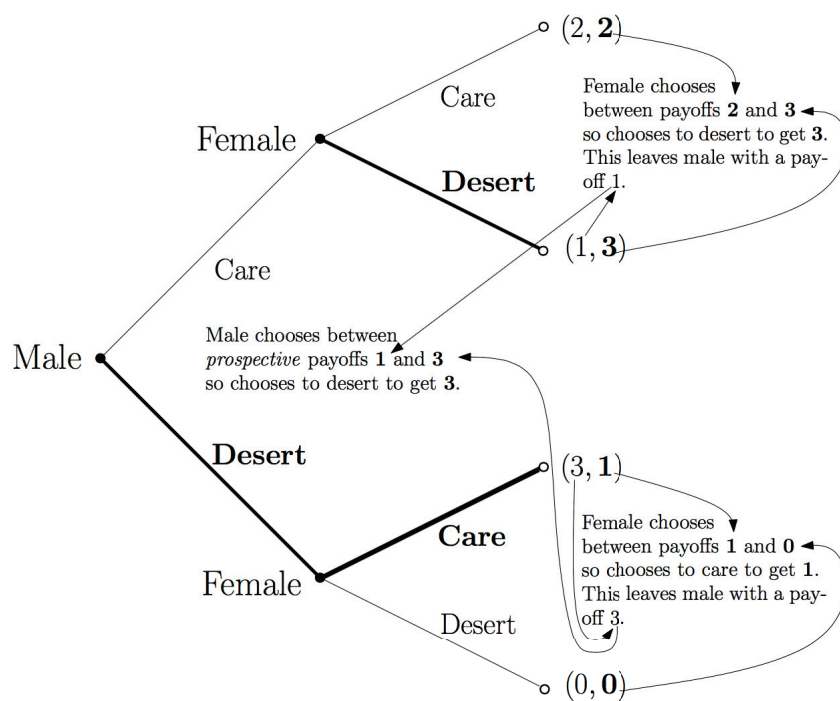 (2, 2)
Female chooses
between payoffs 2 and 3
so chooses to desert to get 3.
This leaves male with a pay-
off 1.
Care
Female
Desert
(1, 3)
Care
Male chooses between
prospective payoffs 1 and 3
so chooses to desert to get 3.
Male
Desert
(3, 1)
Female chooses
between payoffs 1 and 0
so chooses to care to get 1.
This leaves male with a pay-
off 3.
Care
Female
Desert
(0, 0)